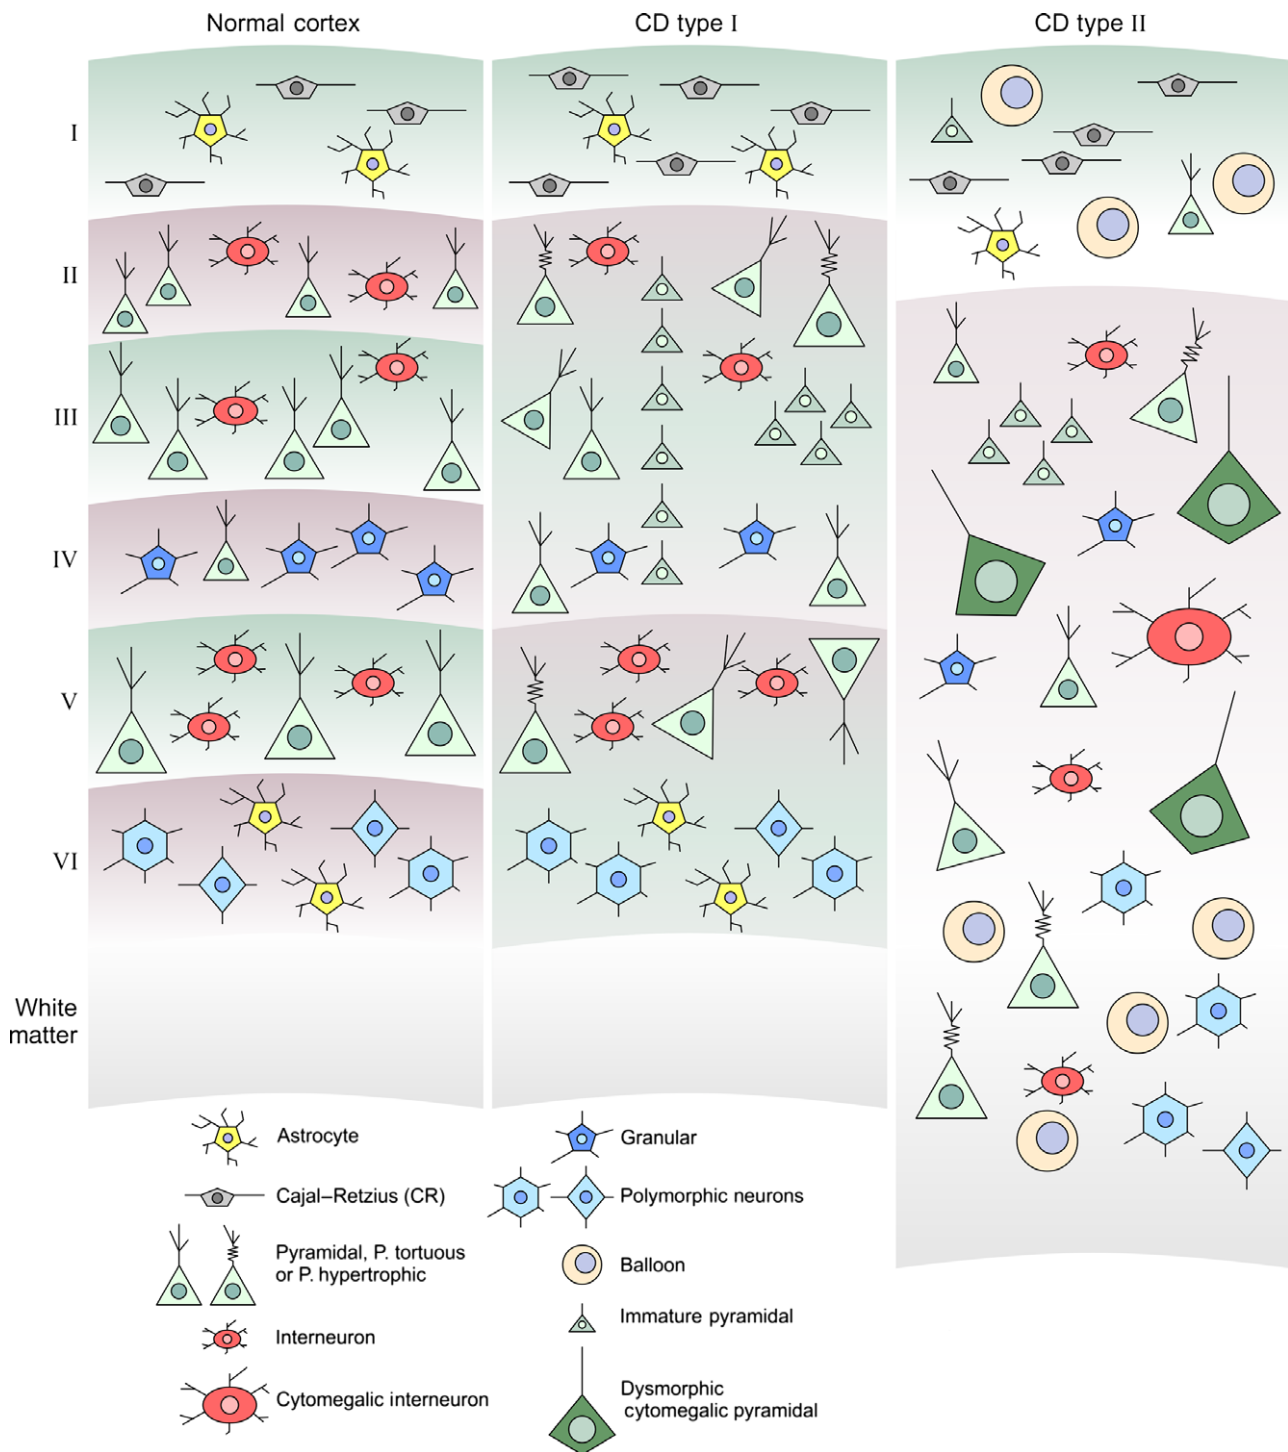 Normal cortex
CD type I
CD type II
I
II
III
IV
V
VI
White
matter
Astrocyte
Cajal–Retzius (CR)
Pyramidal, P. tortuous
or P. hypertrophic
Interneuron
Cytomegalic interneuron
Granular
Polymorphic neurons
Balloon
Immature pyramidal
Dysmorphic
cytomegalic pyramidal